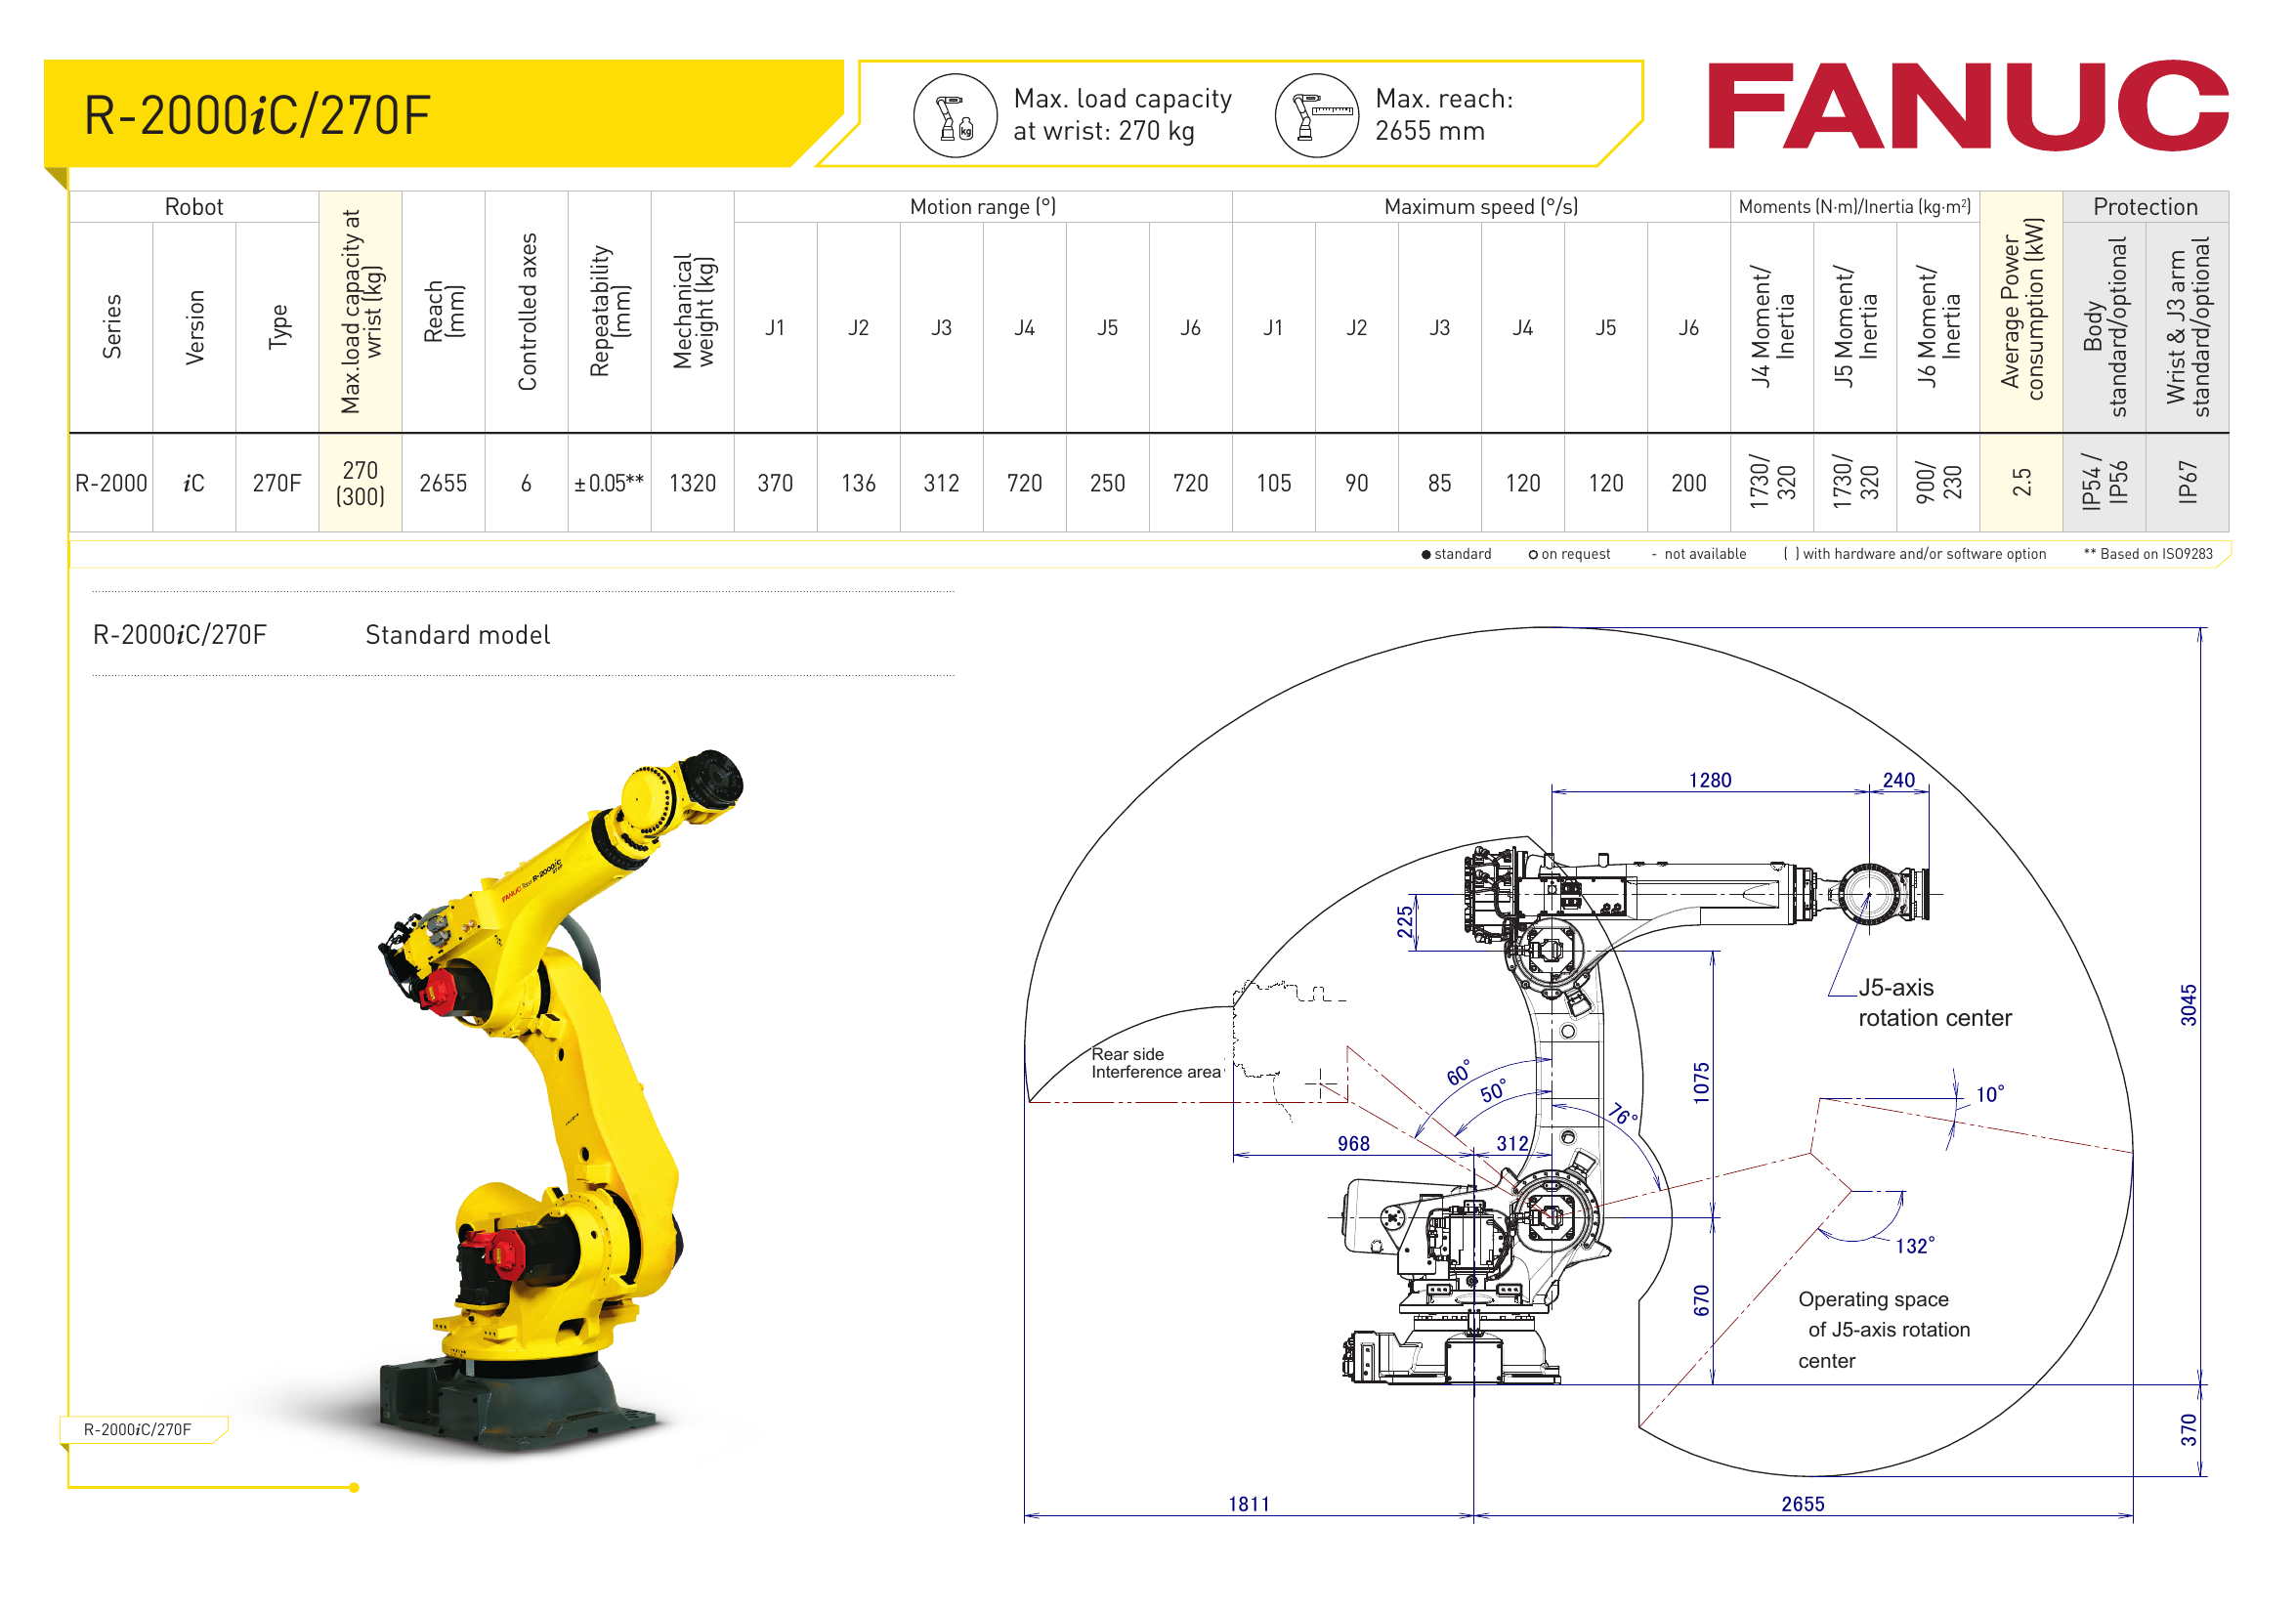 R-2000iC/270F
Max. load capacity
at wrist: 270 kg
Max. reach:
2655 mm
FANUC
Robot
Motion range (°)
Maximum speed (°/s)
Moments (N·m)/Inertia (kg·m²)
Protection
Series
Version
Type
Max.load capacity at
wrist (kg)
Reach
(mm)
Controlled axes
Repeatability
(mm)
Mechanical
weight (kg)
J1
J2
J3
J4
J5
J6
J1
J2
J3
J4
J5
J6
J4 Moment/
Inertia
J5 Moment/
Inertia
J6 Moment/
Inertia
Average Power
consumption (kW)
Body
standard/optional
Wrist & J3 arm
standard/optional
R-2000
iC
270F
270
(300)
2655
6
±0.05**
1320
370
136
312
720
250
720
105
90
85
120
120
200
1730/
320
1730/
320
900/
230
2.5
IP54 /
IP56
IP67
● standard
○ on request
- not available
( ) with hardware and/or software option
** Based on ISO9283
R-2000iC/270F
Standard model
FANUC Robot R-2000iC
1280
240
225
J5-axis
rotation center
3045
Rear side
Interference area
60°
50°
76°
1075
10°
968
312
132°
670
Operating space
of J5-axis rotation
center
370
R-2000iC/270F
1811
2655